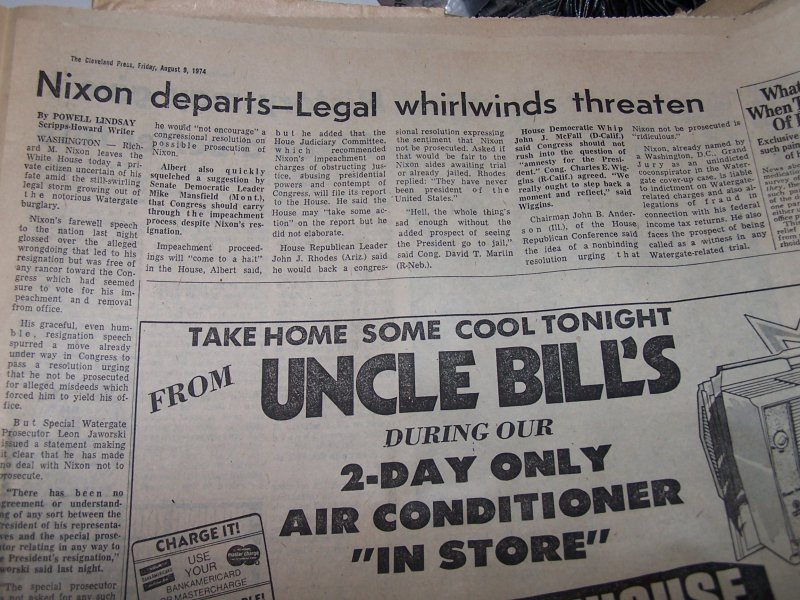 The Cleveland Press, Friday, August 9, 1974
Nixon departs—Legal whirlwinds threaten
By POWELL LINDSAY
Scripps-Howard Writer
WASHINGTON — Rich-
ard M. Nixon leaves the
White House today a pri-
vate citizen uncertain of his
fate amid the still-swirling
legal storm growing out of
the notorious Watergate
burglary.
Nixon's farewell speech
to the nation last night
glossed over the alleged
wrongdoing that led to his
resignation but was free of
any rancor toward the Con-
gress which had seemed
sure to vote for his im-
peachment and removal
from office.
His graceful, even hum-
ble, resignation speech
spurred a move already
under way in Congress to
pass a resolution urging
that he not be prosecuted
for alleged misdeeds which
forced him to yield his of-
fice.
But Special Watergate
Prosecutor Leon Jaworski
issued a statement making
it clear that he has made
no deal with Nixon not to
prosecute.
"There has been no
agreement or understand-
ing of any sort between the
President of his representa-
ves and the special prose-
utor relating in any way to
e President's resignation,"
worski said last night.
"The special prosecutor
s not asked for any such
he would "not encourage" a
congressional resolution on
possible prosecution of
Nixon.
Albert also quickly
squelched a suggestion by
Senate Democratic Leader
Mike Mansfield (Mont.),
that Congress should carry
through the impeachment
process despite Nixon's res-
ignation.
Impeachment proceed-
ings will "come to a halt"
in the House, Albert said,
but he added that the
House Judiciary Committee,
which recommended
Nixon's impeachment on
charges of obstructing jus-
tice, abusing presidential
powers and contempt of
Congress, will file its report
to the House. He said the
House may "take some ac-
tion" on the report but he
did not elaborate.
House Republican Leader
John J. Rhodes (Ariz.) said
he would back a congres-
sional resolution expressing
the sentiment that Nixon
not be prosecuted. Asked if
that would be fair to the
Nixon aides awaiting trial
or already jailed, Rhodes
replied: "They have never
been president of the
United States."
"Hell, the whole thing's
sad enough without the
added prospect of seeing
the President go to jail,"
said Cong. David T. Martin
(R-Neb.).
House Democratic Whip
John J. McFall (D-Calif.)
said Congress should not
rush into the question of
"amnesty for the Presi-
dent." Cong. Charles E. Wig-
gins (R-Calif.) agreed. "We
really ought to step back a
moment and reflect," said
Wiggins.
Chairman John B. Ander-
son (Ill.), of the House
Republican Conference said
the idea of a nonbinding
resolution urging that
Nixon not be prosecuted is
"ridiculous."
Nixon, already named by
a Washington, D.C., Grand
Jury as an unindicted
coconspirator in the Water-
gate cover-up case, is liable
to indictment on Watergate-
related charges and also al-
legations of fraud in
connection with his federal
income tax returns. He also
faces the prospect of being
called as a witness in any
Watergate-related trial.
What
When T
Of
Exclusive
such pain
of
TAKE HOME SOME COOL TONIGHT
FROM UNCLE BILL'S
DURING OUR
2-DAY ONLY
AIR CONDITIONER
"IN STORE"
CHARGE IT!
master charge
USE
YOUR
BANKAMERICARD
OR MASTERCHARGE